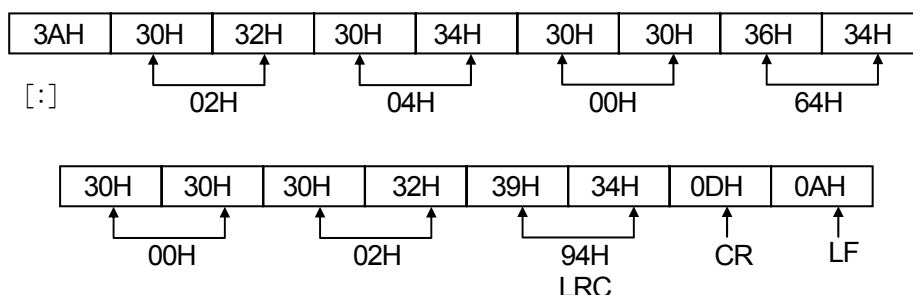 3AH 30H 32H 30H 34H 30H 30H 36H 34H
[:] 02H 04H 00H 64H
30H 30H 30H 32H 39H 34H 0DH 0AH
00H 02H 94H CR LF
LRC